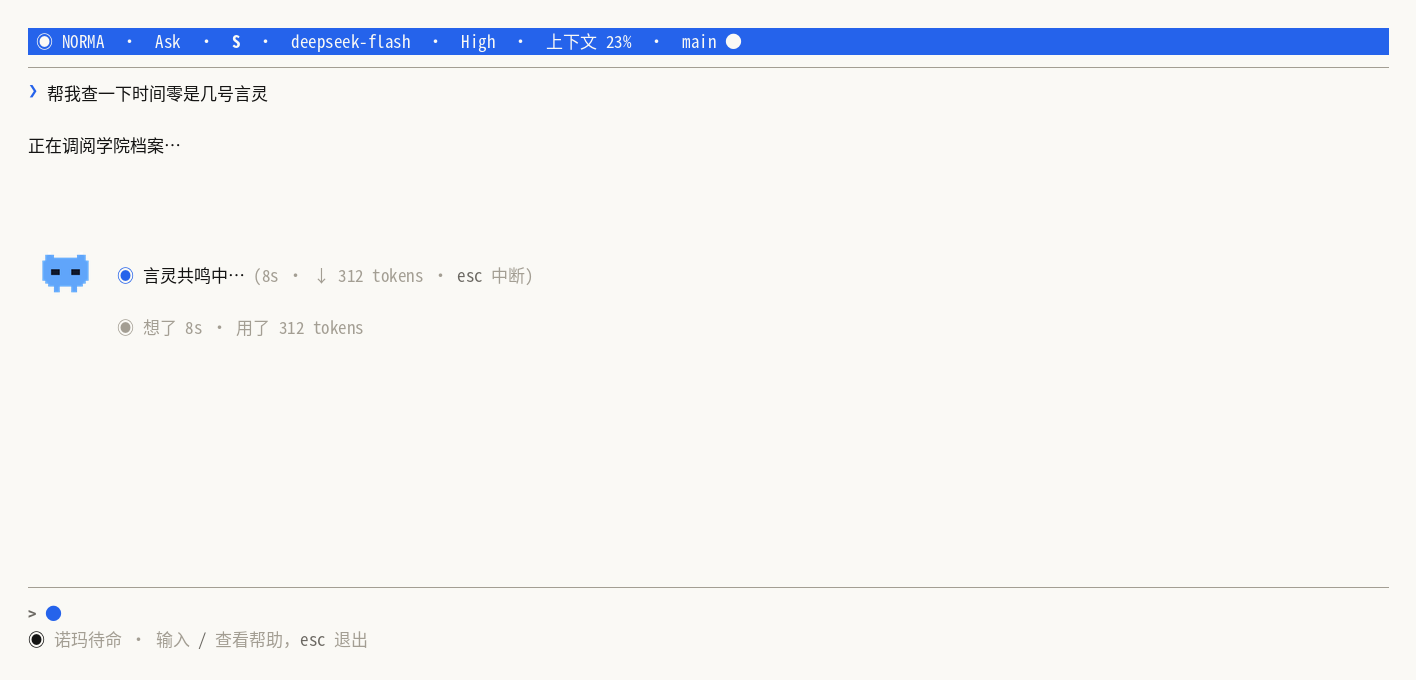 ◉ NORMA · Ask · S · deepseek-flash · High · 上下文 23% · main ●
❯ 帮我查一下时间零是几号言灵
正在调阅学院档案…
◉ 言灵共鸣中… (8s · ↓ 312 tokens · esc 中断)
◉ 想了 8s · 用了 312 tokens
> ●
◉ 诺玛待命 · 输入 / 查看帮助，esc 退出